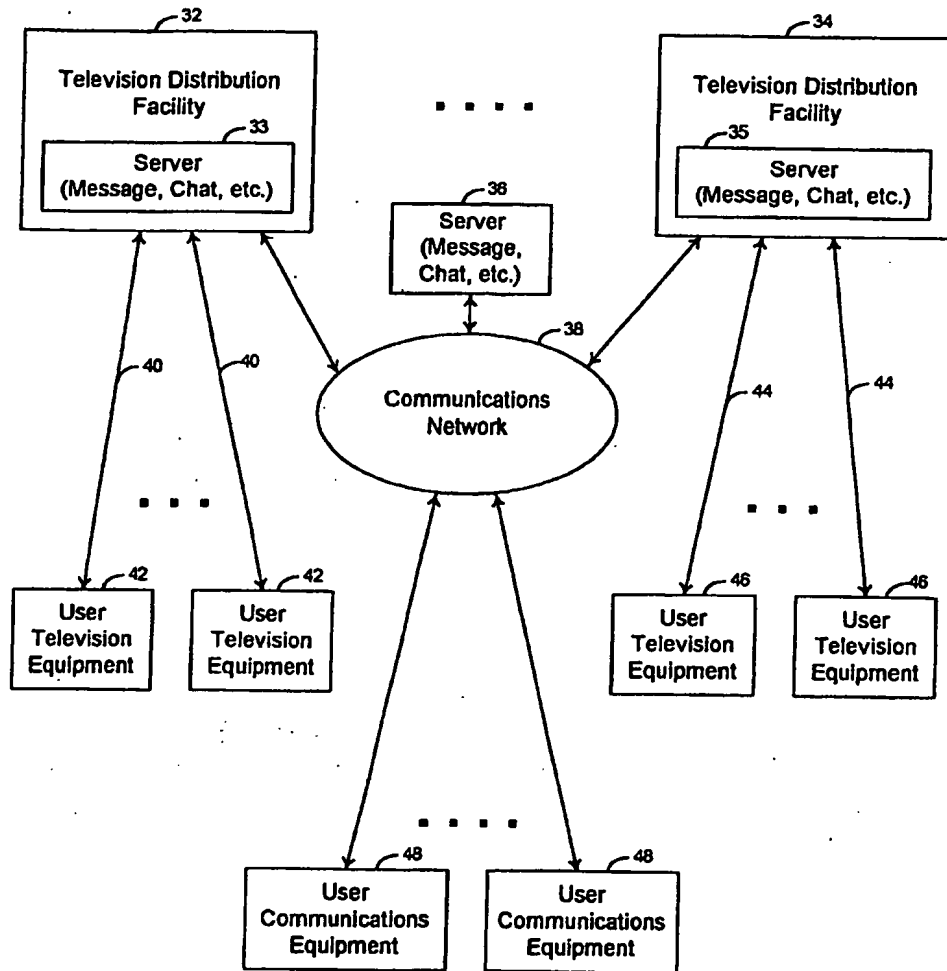 32
Television Distribution
Facility
33
Server
(Message, Chat, etc.)
34
Television Distribution
Facility
35
Server
(Message, Chat, etc.)
36
Server
(Message,
Chat, etc.)
38
Communications
Network
40
40
44
44
42
User
Television
Equipment
42
User
Television
Equipment
46
User
Television
Equipment
46
User
Television
Equipment
48
User
Communications
Equipment
48
User
Communications
Equipment